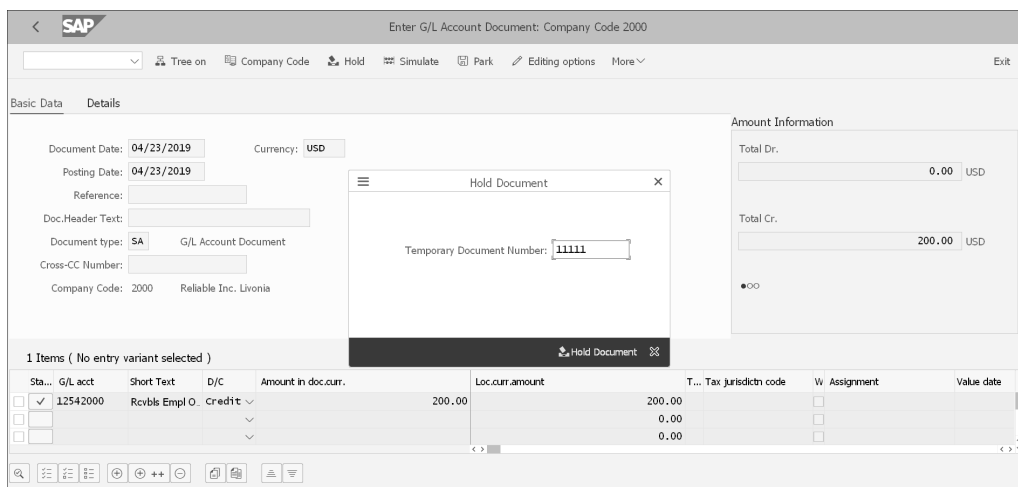 SAP Enter G/L Account Document: Company Code 2000
Tree on Company Code Hold Simulate Park Editing options More Exit
Basic Data Details
Amount Information
Document Date: 04/23/2019 Currency: USD
Total Dr.
Posting Date: 04/23/2019
0.00 USD
Reference:
Hold Document
Doc.Header Text:
Total Cr.
Document type: SA G/L Account Document
200.00 USD
Temporary Document Number: 11111
Cross-CC Number:
Company Code: 2000 Reliable Inc. Livonia
Hold Document
1 Items ( No entry variant selected )
Sta... G/L acct Short Text D/C Amount in doc.curr. Loc.curr.amount T... Tax jurisdictn code W Assignment Value date
12542000 Rcvbls Empl O.. Credit 200.00 200.00
0.00
0.00